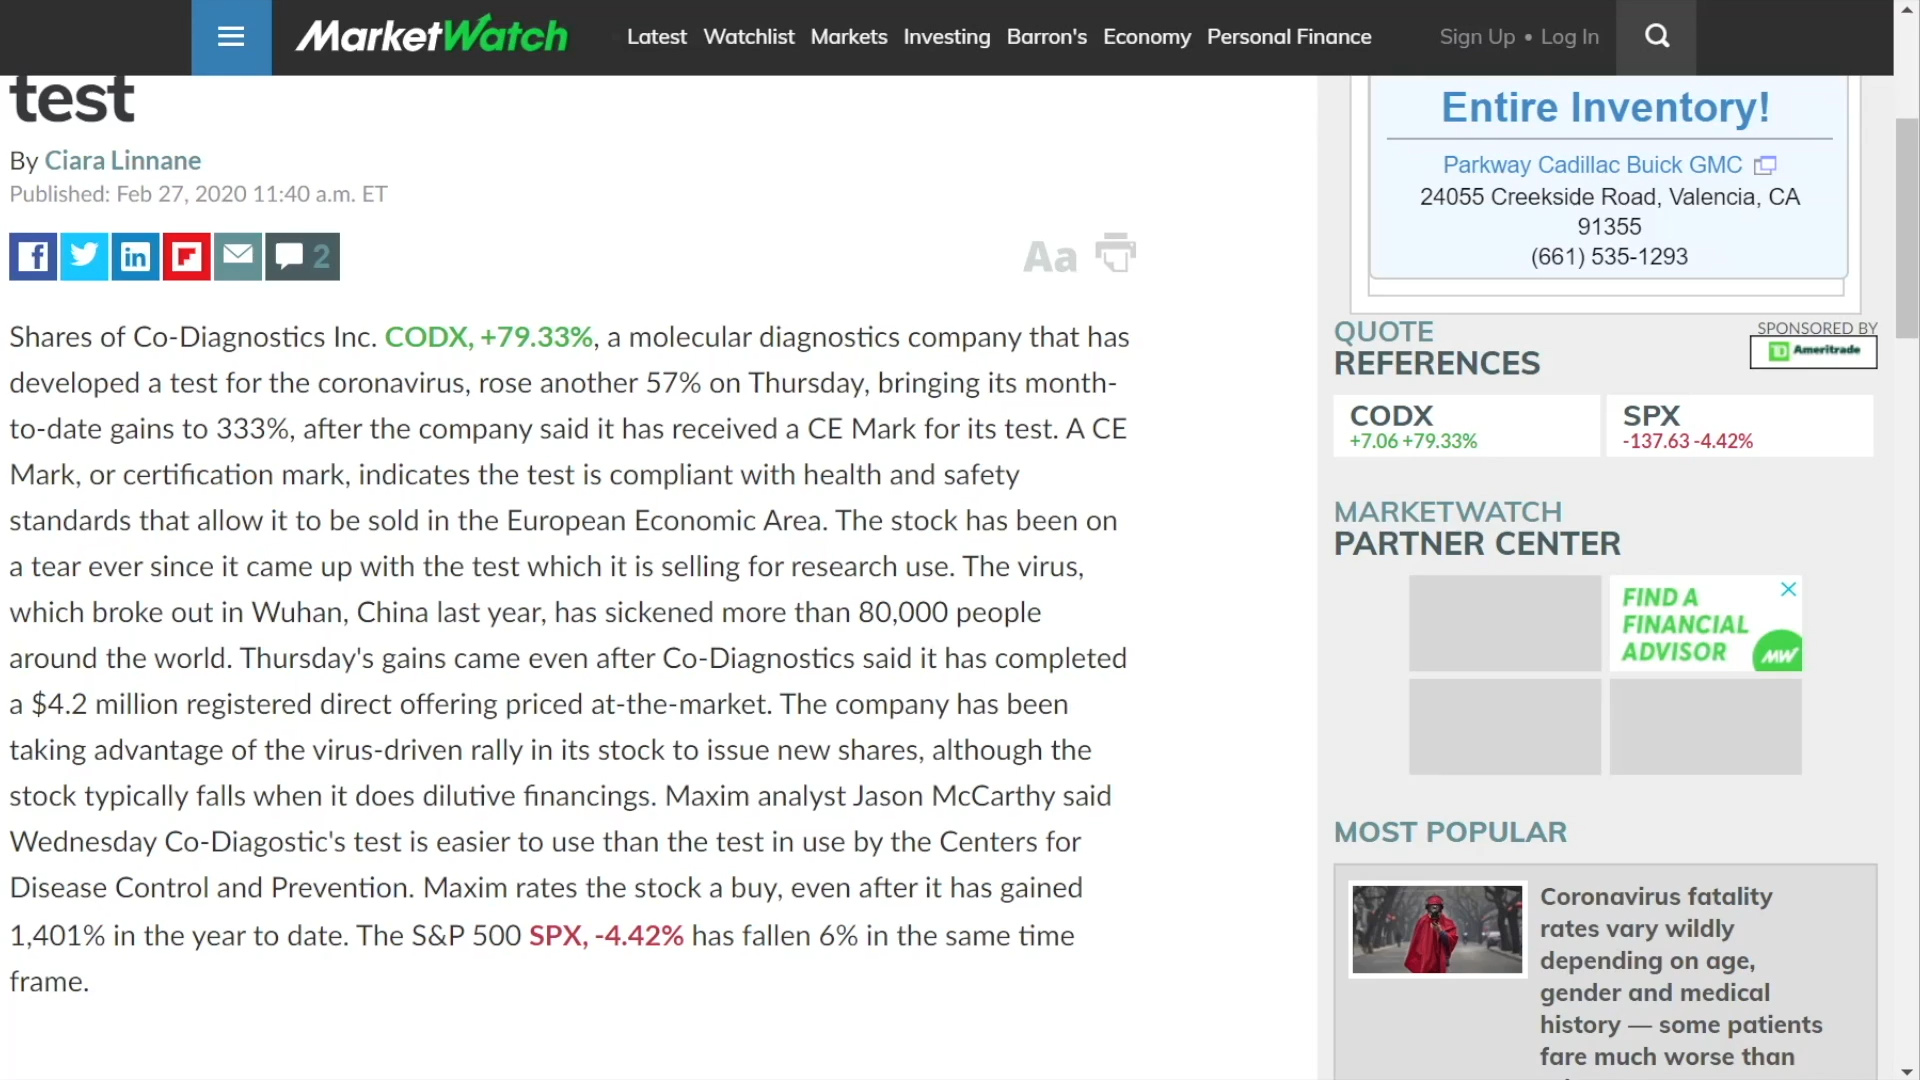 MarketWatch
Latest Watchlist Markets Investing Barron's Economy Personal Finance
Sign Up • Log In
test
By Ciara Linnane
Published: Feb 27, 2020 11:40 a.m. ET
2
Aa
Shares of Co-Diagnostics Inc. CODX, +79.33%, a molecular diagnostics company that has
developed a test for the coronavirus, rose another 57% on Thursday, bringing its month-
to-date gains to 333%, after the company said it has received a CE Mark for its test. A CE
Mark, or certification mark, indicates the test is compliant with health and safety
standards that allow it to be sold in the European Economic Area. The stock has been on
a tear ever since it came up with the test which it is selling for research use. The virus,
which broke out in Wuhan, China last year, has sickened more than 80,000 people
around the world. Thursday's gains came even after Co-Diagnostics said it has completed
a $4.2 million registered direct offering priced at-the-market. The company has been
taking advantage of the virus-driven rally in its stock to issue new shares, although the
stock typically falls when it does dilutive financings. Maxim analyst Jason McCarthy said
Wednesday Co-Diagostic's test is easier to use than the test in use by the Centers for
Disease Control and Prevention. Maxim rates the stock a buy, even after it has gained
1,401% in the year to date. The S&P 500 SPX, -4.42% has fallen 6% in the same time
frame.
Entire Inventory!
Parkway Cadillac Buick GMC
24055 Creekside Road, Valencia, CA
91355
(661) 535-1293
QUOTE
REFERENCES
SPONSORED BY
TD Ameritrade
CODX
+7.06 +79.33%
SPX
-137.63 -4.42%
MARKETWATCH
PARTNER CENTER
FIND A
FINANCIAL
ADVISOR
MW
MOST POPULAR
Coronavirus fatality
rates vary wildly
depending on age,
gender and medical
history — some patients
fare much worse than